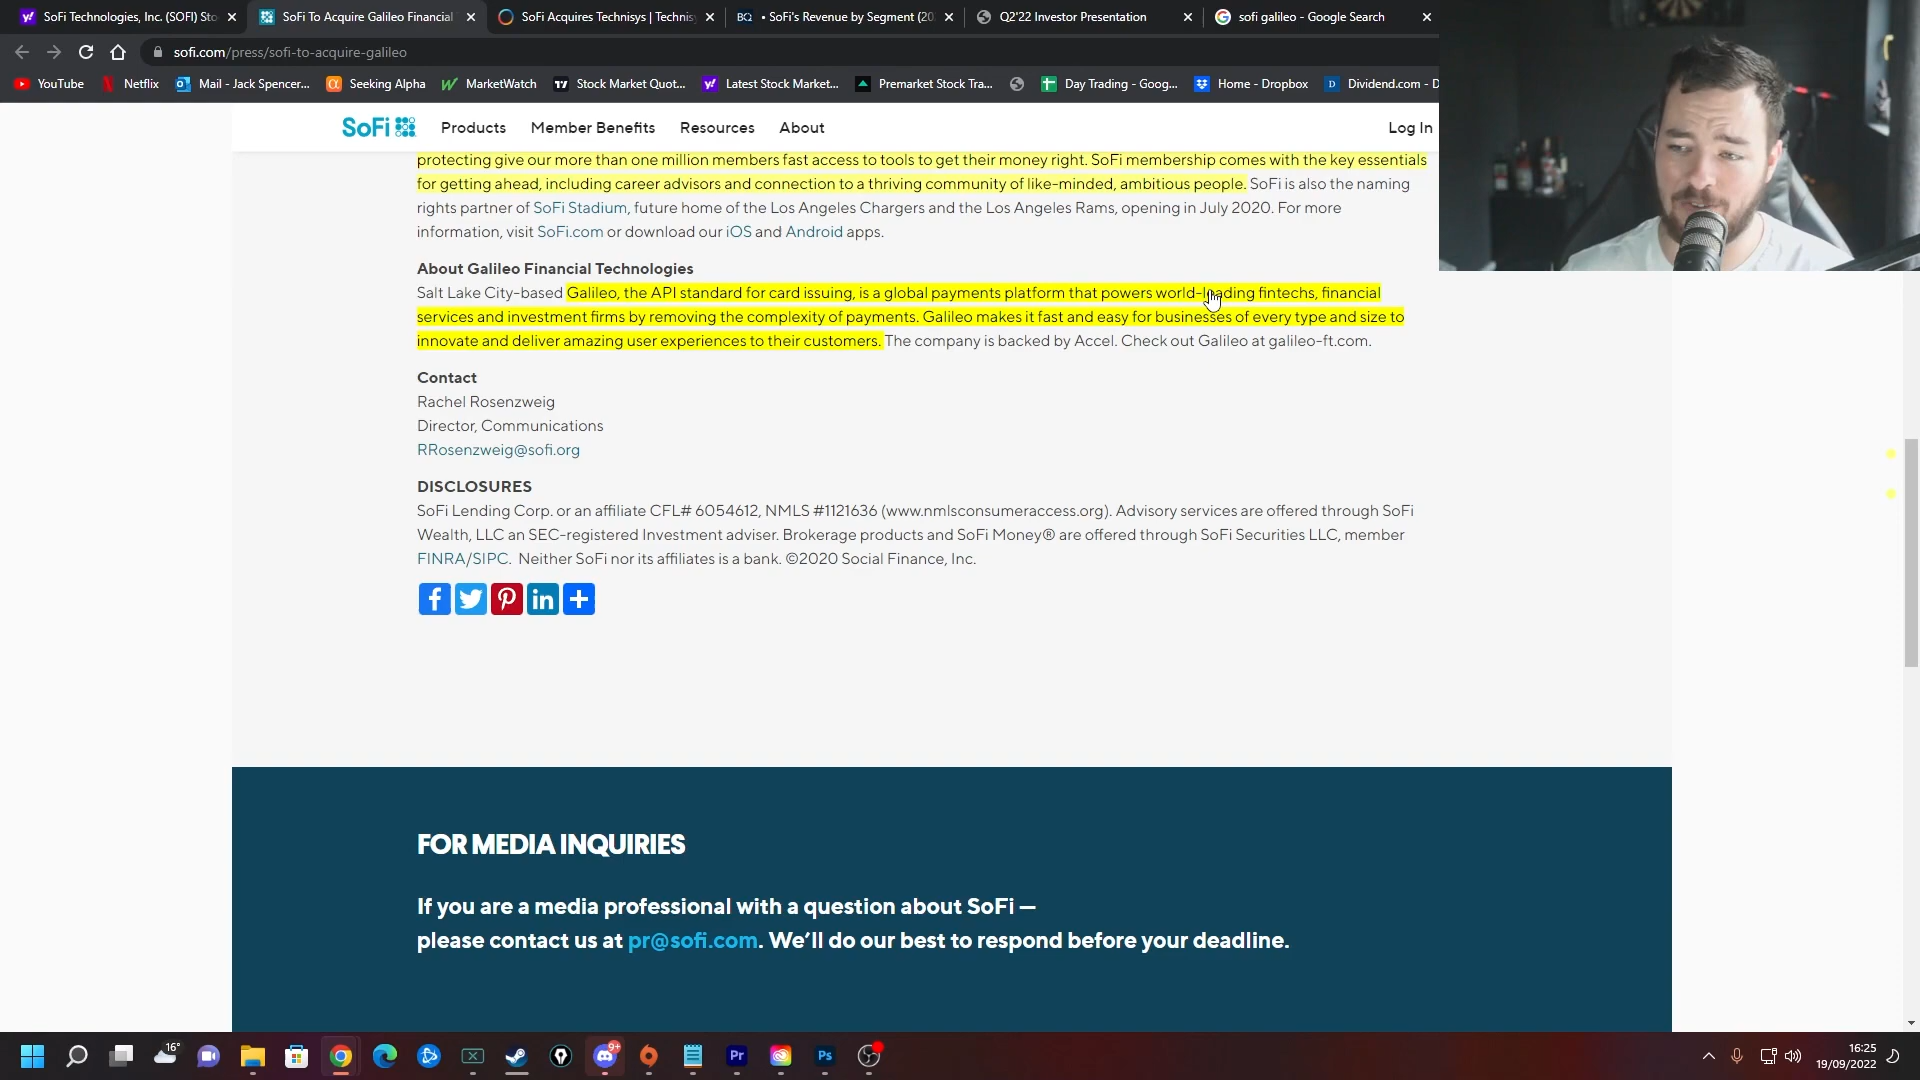 SoFi Technologies, Inc. (SOFI) Sto
SoFi To Acquire Galileo Financial
SoFi Acquires Technisys | Technis
BQ • SoFi's Revenue by Segment (20
Q2'22 Investor Presentation
sofi galileo - Google Search
sofi.com/press/sofi-to-acquire-galileo
YouTube
Netflix
Mail - Jack Spencer...
Seeking Alpha
MarketWatch
Stock Market Quot...
Latest Stock Market...
Premarket Stock Tra...
Day Trading - Goog...
Home - Dropbox
Dividend.com - D
SoFi
Products
Member Benefits
Resources
About
Log In
protecting give our more than one million members fast access to tools to get their money right. SoFi membership comes with the key essentials
for getting ahead, including career advisors and connection to a thriving community of like-minded, ambitious people. SoFi is also the naming
rights partner of SoFi Stadium, future home of the Los Angeles Chargers and the Los Angeles Rams, opening in July 2020. For more
information, visit SoFi.com or download our iOS and Android apps.
About Galileo Financial Technologies
Salt Lake City-based Galileo, the API standard for card issuing, is a global payments platform that powers world-leading fintechs, financial
services and investment firms by removing the complexity of payments. Galileo makes it fast and easy for businesses of every type and size to
innovate and deliver amazing user experiences to their customers. The company is backed by Accel. Check out Galileo at galileo-ft.com.
Contact
Rachel Rosenzweig
Director, Communications
RRosenzweig@sofi.org
DISCLOSURES
SoFi Lending Corp. or an affiliate CFL# 6054612, NMLS #1121636 (www.nmlsconsumeraccess.org). Advisory services are offered through SoFi
Wealth, LLC an SEC-registered Investment adviser. Brokerage products and SoFi Money® are offered through SoFi Securities LLC, member
FINRA/SIPC. Neither SoFi nor its affiliates is a bank. ©2020 Social Finance, Inc.
FOR MEDIA INQUIRIES
If you are a media professional with a question about SoFi —
please contact us at pr@sofi.com. We'll do our best to respond before your deadline.
16°
9+
Pr
Ps
16:25
19/09/2022